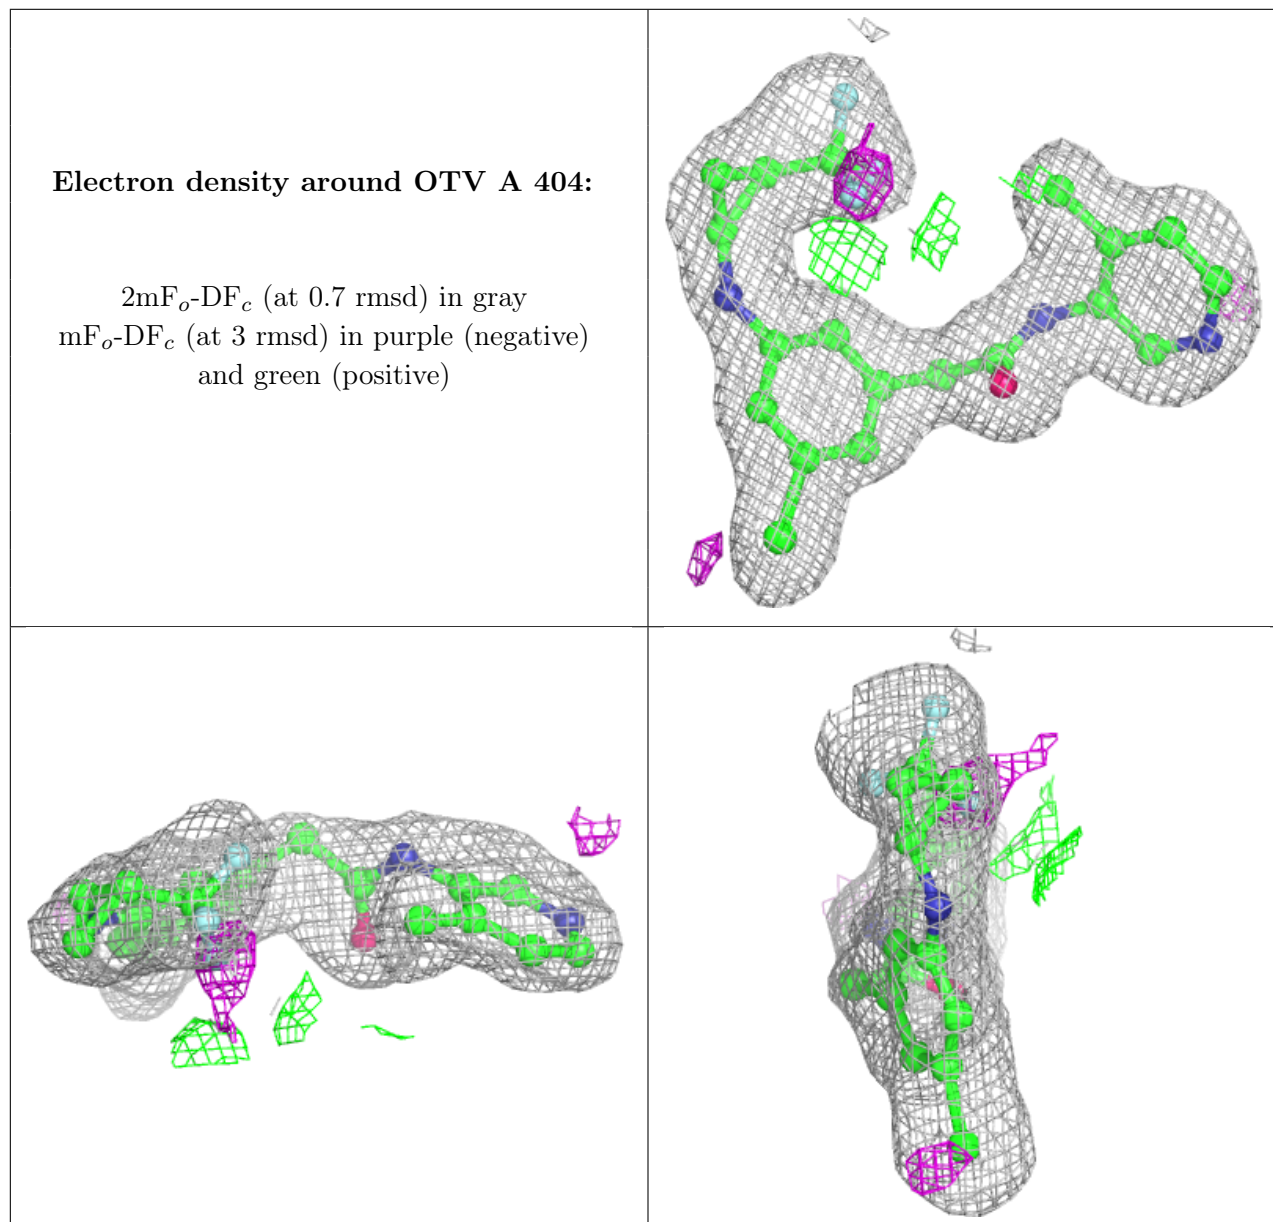 Electron density around OTV A 404:
2mFo-DFc (at 0.7 rmsd) in gray
mFo-DFc (at 3 rmsd) in purple (negative)
and green (positive)